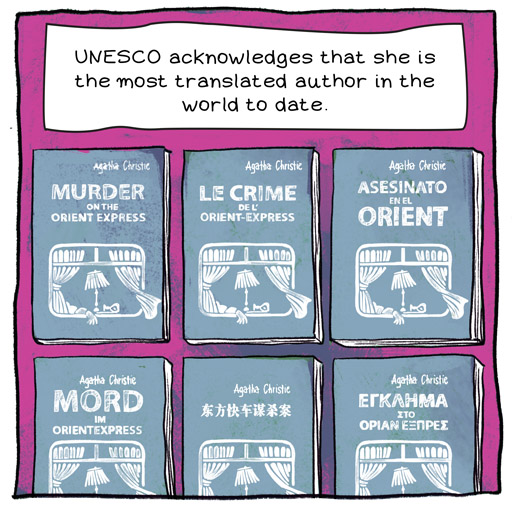 UNESCO acknowledges that she is
the most translated author in the
world to date.
Agatha Christie
MURDER
ON THE
ORIENT EXPRESS
Agatha Christie
LE CRIME
DE L'
ORIENT-EXPRESS
Agatha Christie
ASESINATO
EN EL
ORIENT
Agatha Christie
MORD
IM
ORIENTEXPRESS
Agatha Christie
东方快车谋杀案
Agatha Christie
ΕΓΚΛΗΜΑ
ΣΤΟ
ΟΡΙΑΝ ΕΞΠΡΕΣ